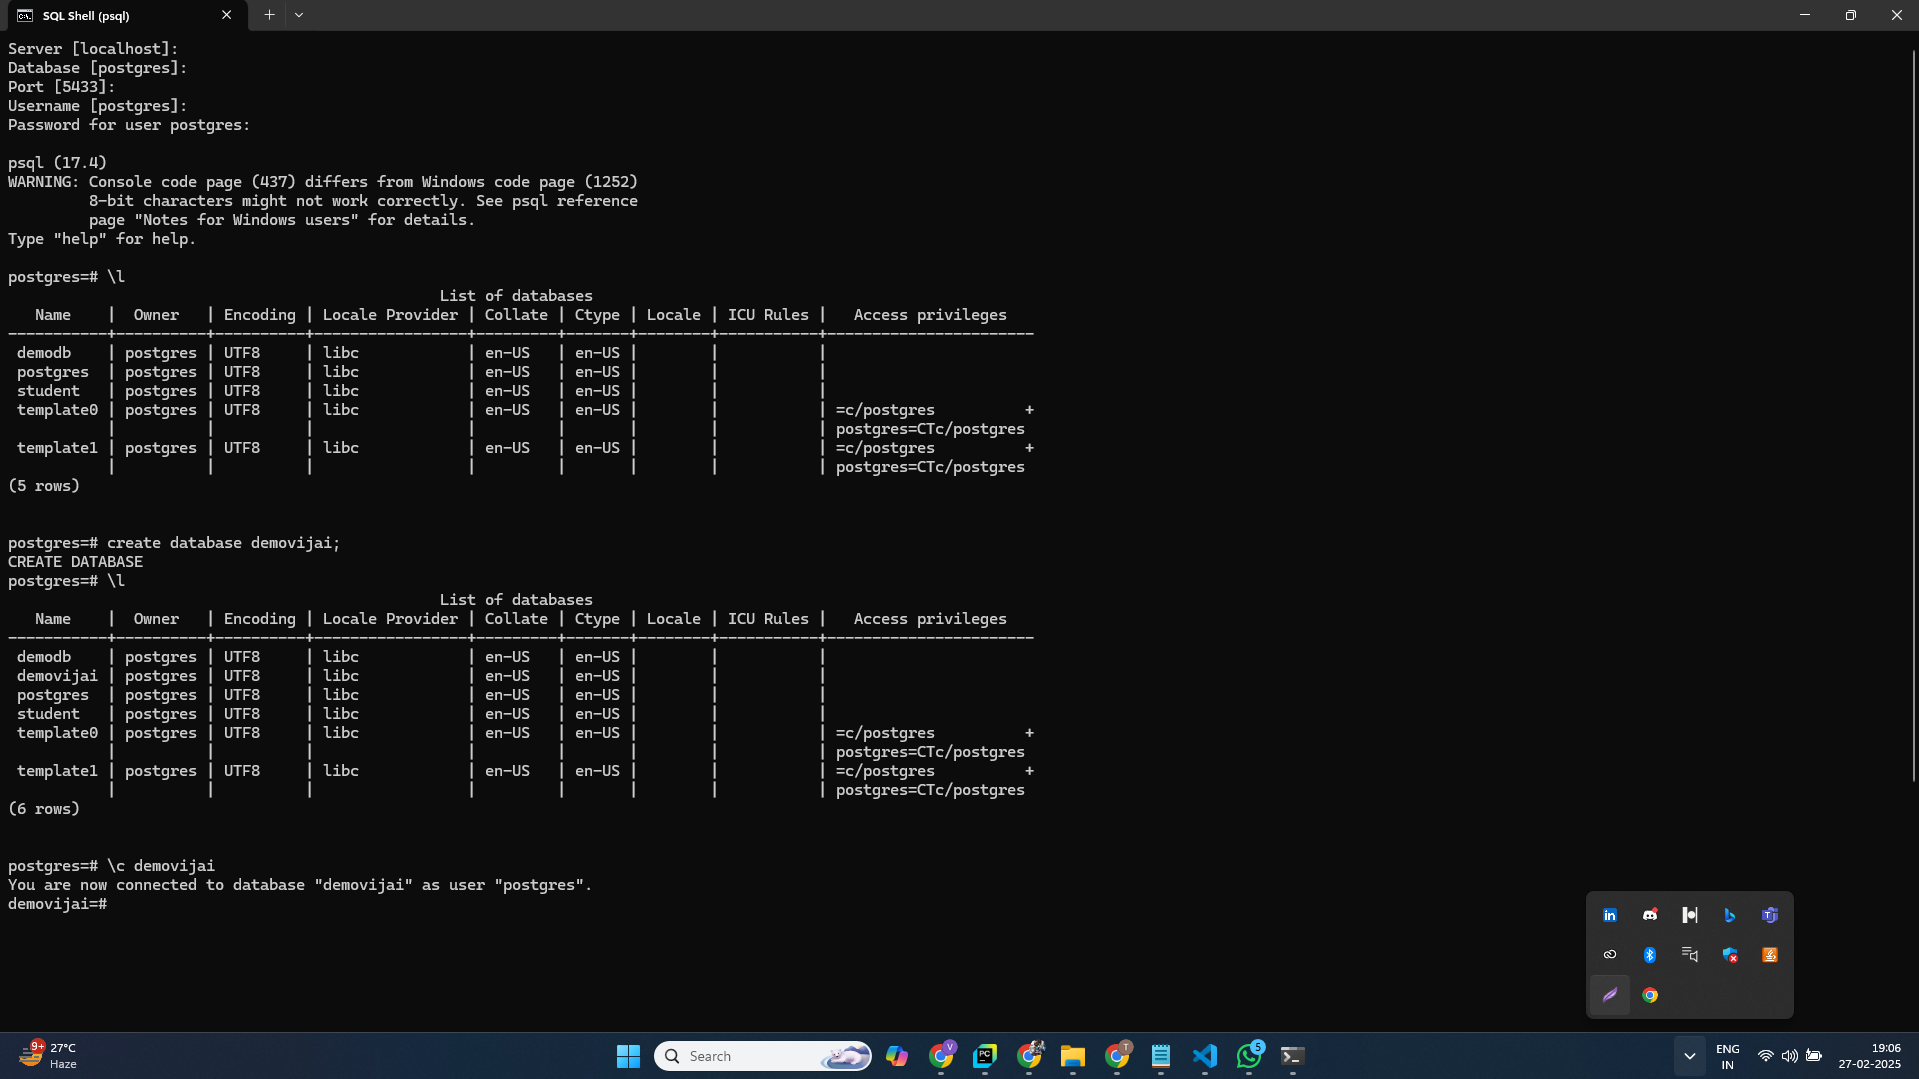 SQL Shell (psql)
Server [localhost]:
Database [postgres]:
Port [5433]:
Username [postgres]:
Password for user postgres:
psql (17.4)
WARNING: Console code page (437) differs from Windows code page (1252)
         8-bit characters might not work correctly. See psql reference
         page "Notes for Windows users" for details.
Type "help" for help.
postgres=# \l
                                                List of databases
   Name    |  Owner   | Encoding | Locale Provider | Collate | Ctype | Locale | ICU Rules |   Access privileges
-----------+----------+----------+-----------------+---------+-------+--------+-----------+-----------------------
 demodb    | postgres | UTF8     | libc            | en-US   | en-US |        |           |
 postgres  | postgres | UTF8     | libc            | en-US   | en-US |        |           |
 student   | postgres | UTF8     | libc            | en-US   | en-US |        |           |
 template0 | postgres | UTF8     | libc            | en-US   | en-US |        |           | =c/postgres          +
           |          |          |                 |         |       |        |           | postgres=CTc/postgres
 template1 | postgres | UTF8     | libc            | en-US   | en-US |        |           | =c/postgres          +
           |          |          |                 |         |       |        |           | postgres=CTc/postgres
(5 rows)
postgres=# create database demovijai;
CREATE DATABASE
postgres=# \l
                                                List of databases
   Name    |  Owner   | Encoding | Locale Provider | Collate | Ctype | Locale | ICU Rules |   Access privileges
-----------+----------+----------+-----------------+---------+-------+--------+-----------+-----------------------
 demodb    | postgres | UTF8     | libc            | en-US   | en-US |        |           |
 demovijai | postgres | UTF8     | libc            | en-US   | en-US |        |           |
 postgres  | postgres | UTF8     | libc            | en-US   | en-US |        |           |
 student   | postgres | UTF8     | libc            | en-US   | en-US |        |           |
 template0 | postgres | UTF8     | libc            | en-US   | en-US |        |           | =c/postgres          +
           |          |          |                 |         |       |        |           | postgres=CTc/postgres
 template1 | postgres | UTF8     | libc            | en-US   | en-US |        |           | =c/postgres          +
           |          |          |                 |         |       |        |           | postgres=CTc/postgres
(6 rows)
postgres=# \c demovijai
You are now connected to database "demovijai" as user "postgres".
demovijai=#
9+
27°C
Haze
Search
V
PC
T
5
ENG
IN
19:06
27-02-2025